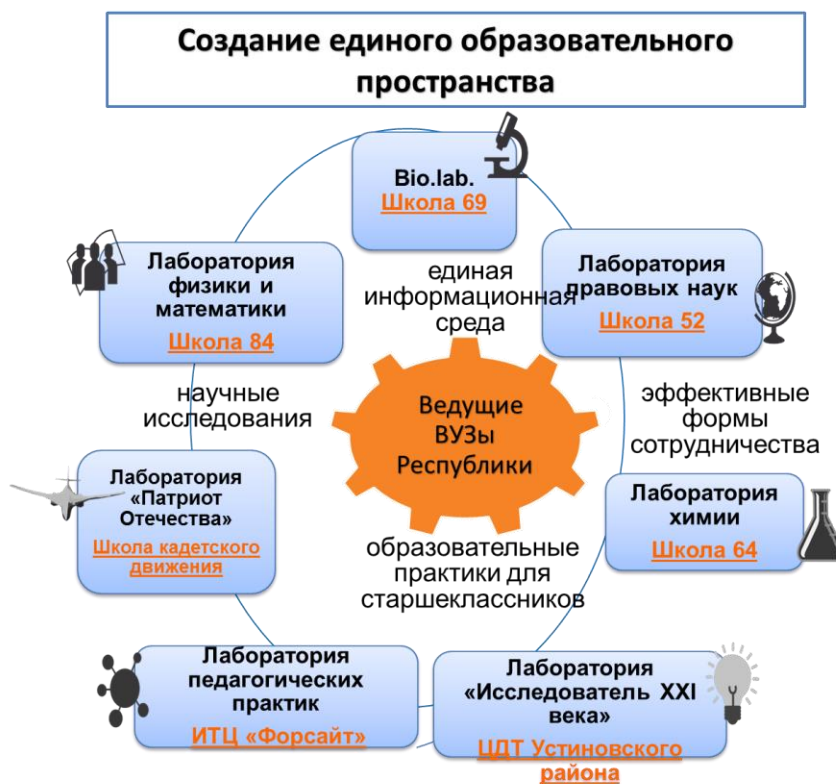 Создание единого образовательного
пространства
Bio.lab.
Школа 69
Лаборатория
физики и
математики
Школа 84
единая
информационная
среда
Лаборатория
правовых наук
Школа 52
научные
исследования
Ведущие
ВУЗы
Республики
эффективные
формы
сотрудничества
Лаборатория
«Патриот
Отечества»
Школа кадетского
движения
Лаборатория
химии
Школа 64
образовательные
практики для
старшеклассников
Лаборатория
педагогических
практик
ИТЦ «Форсайт»
Лаборатория
«Исследователь XXI
века»
ЦДТ Устиновского
района